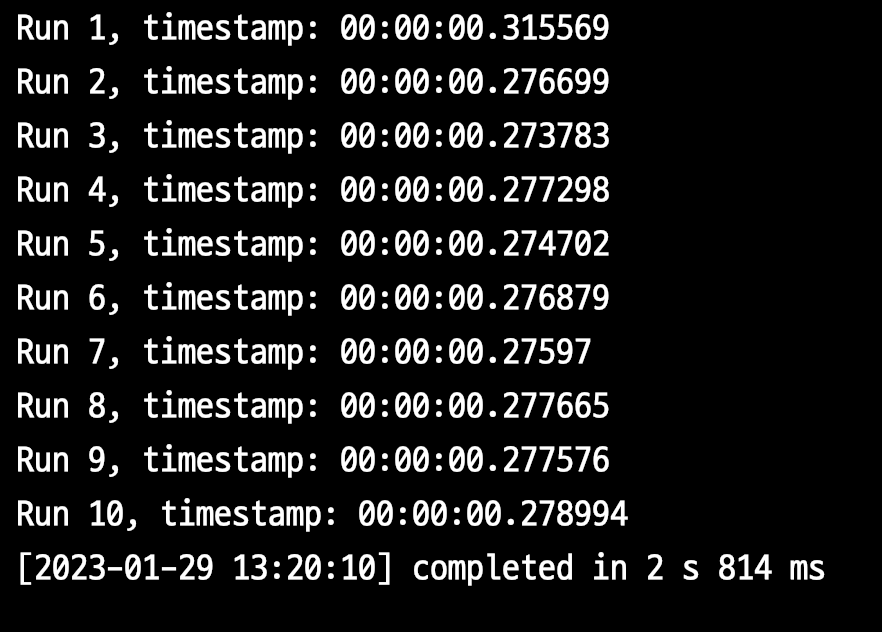 Run 1, timestamp: 00:00:00.315569
Run 2, timestamp: 00:00:00.276699
Run 3, timestamp: 00:00:00.273783
Run 4, timestamp: 00:00:00.277298
Run 5, timestamp: 00:00:00.274702
Run 6, timestamp: 00:00:00.276879
Run 7, timestamp: 00:00:00.27597
Run 8, timestamp: 00:00:00.277665
Run 9, timestamp: 00:00:00.277576
Run 10, timestamp: 00:00:00.278994
[2023-01-29 13:20:10] completed in 2 s 814 ms